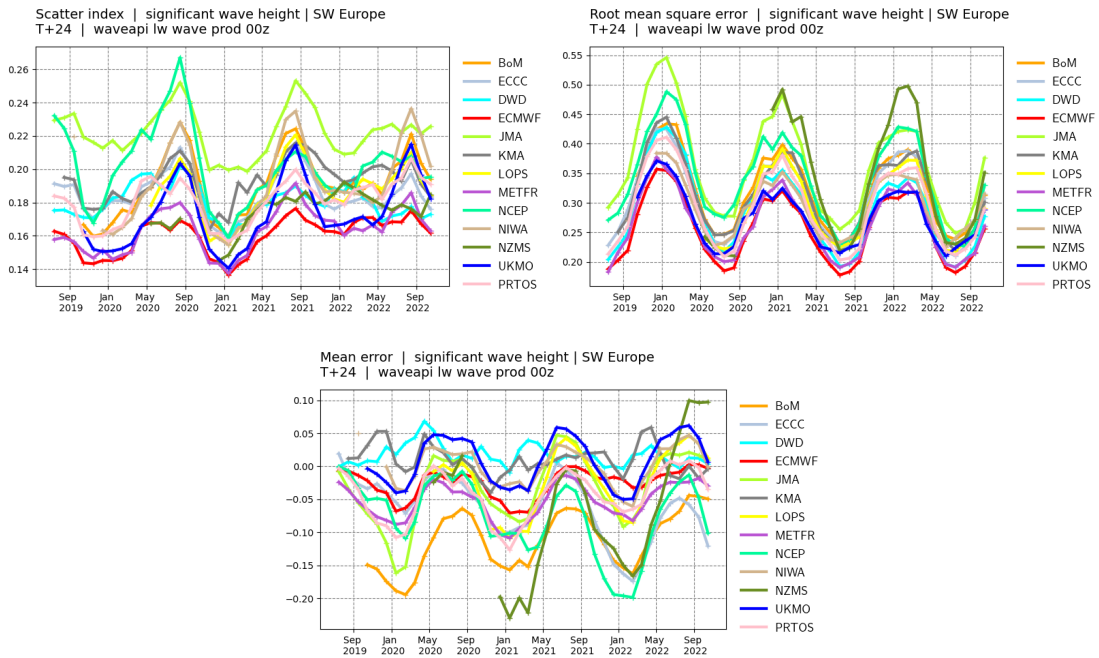 Scatter index | significant wave height | SW Europe
T+24 | waveapi lw wave prod 00z
0.26
0.24
0.22
0.20
0.18
0.16
0.14
Sep 2019
Jan 2020
May 2020
Sep 2020
Jan 2021
May 2021
Sep 2021
Jan 2022
May 2022
Sep 2022
BoM
ECCC
DWD
ECMWF
JMA
KMA
LOPS
METFR
NCEP
NIWA
NZMS
UKMO
PRTOS
Root mean square error | significant wave height | SW Europe
T+24 | waveapi lw wave prod 00z
0.55
0.50
0.45
0.40
0.35
0.30
0.25
0.20
Sep 2019
Jan 2020
May 2020
Sep 2020
Jan 2021
May 2021
Sep 2021
Jan 2022
May 2022
Sep 2022
BoM
ECCC
DWD
ECMWF
JMA
KMA
LOPS
METFR
NCEP
NIWA
NZMS
UKMO
PRTOS
Mean error | significant wave height | SW Europe
T+24 | waveapi lw wave prod 00z
0.10
0.05
0.00
−0.05
−0.10
−0.15
−0.20
Sep 2019
Jan 2020
May 2020
Sep 2020
Jan 2021
May 2021
Sep 2021
Jan 2022
May 2022
Sep 2022
BoM
ECCC
DWD
ECMWF
JMA
KMA
LOPS
METFR
NCEP
NIWA
NZMS
UKMO
PRTOS